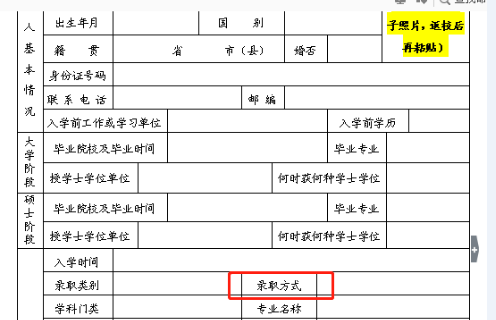 出生年月 国 别
子照片，返校后
再粘贴）
人基本情况
籍 贯 省 市（县） 婚否
身份证号码
联系电话 邮编
入学前工作或学习单位 入学前学历
大学阶段
毕业院校及毕业时间 毕业专业
授学士学位单位 何时获何种学士学位
硕士阶段
毕业院校及毕业时间 毕业专业
授学士学位单位 何时获何种学士学位
入学时间
录取类别 录取方式
学科门类 专业名称